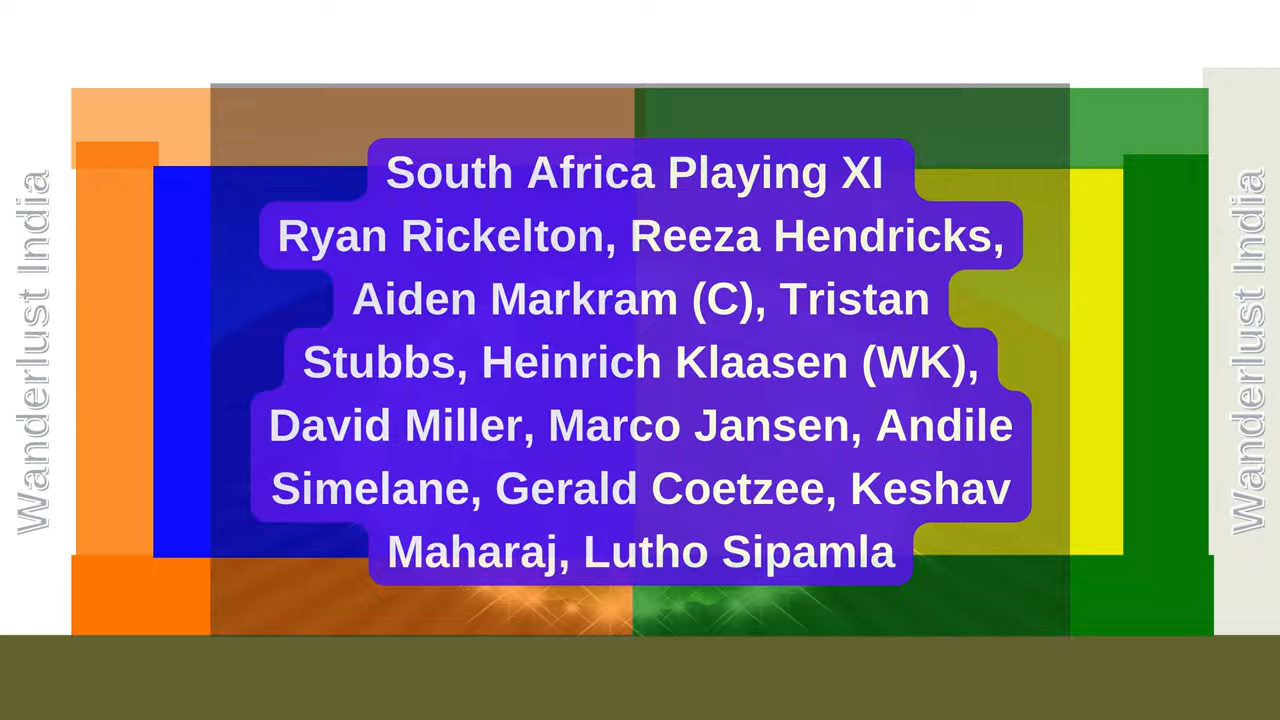 Wanderlust India
South Africa Playing XI
Ryan Rickelton, Reeza Hendricks,
Aiden Markram (C), Tristan
Stubbs, Heinrich Klaasen (WK),
David Miller, Marco Jansen, Andile
Simelane, Gerald Coetzee, Keshav
Maharaj, Lutho Sipamla
Wanderlust India